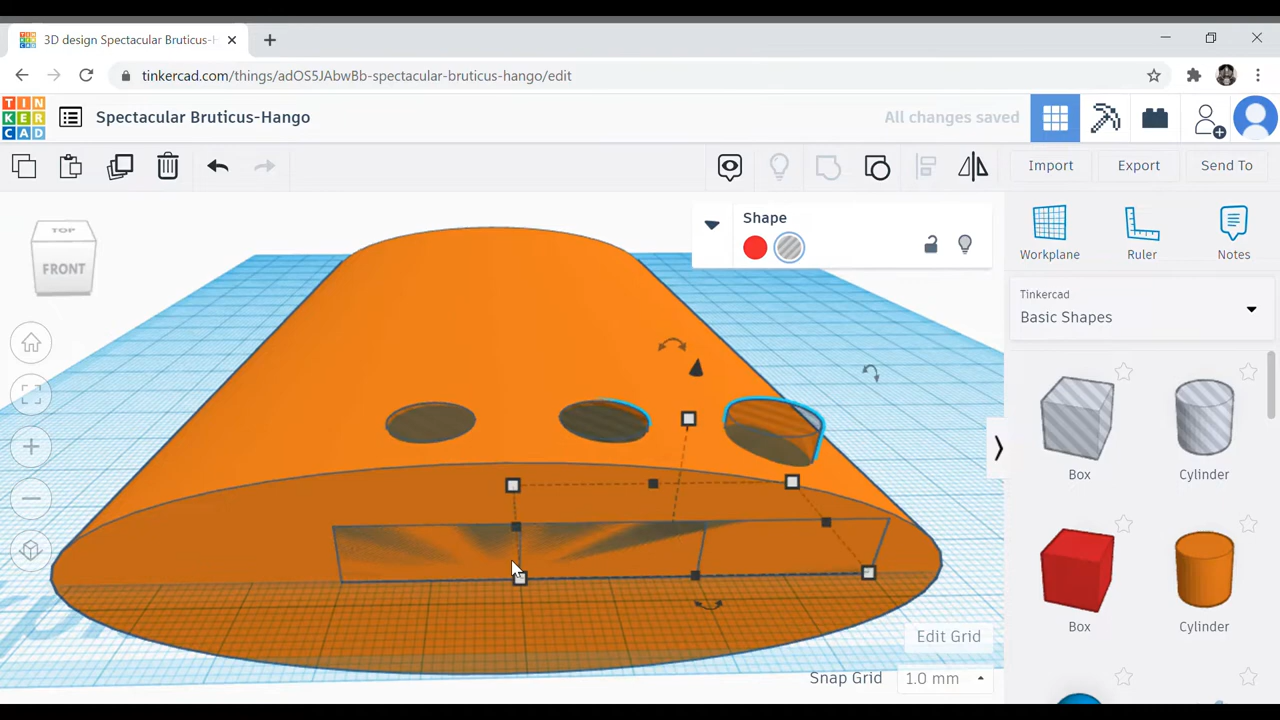 3D design Spectacular Bruticus-H
tinkercad.com/things/adOS5JAbwBb-spectacular-bruticus-hango/edit
TIN
KER
CAD
Spectacular Bruticus-Hango
All changes saved
Import
Export
Send To
Shape
TOP
FRONT
Workplane
Ruler
Notes
Tinkercad
Basic Shapes
Box
Cylinder
Box
Cylinder
Edit Grid
Snap Grid
1.0 mm